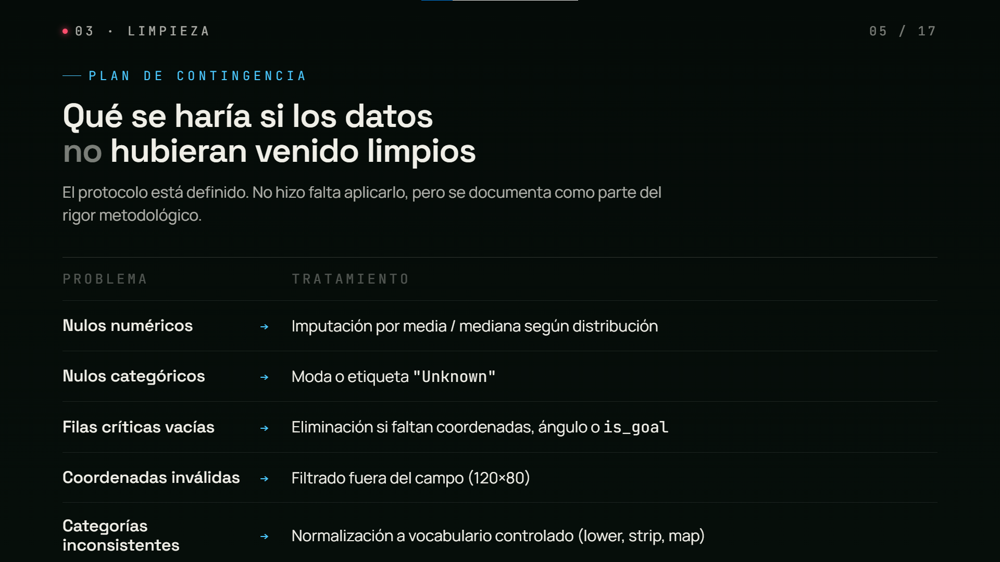 03 · LIMPIEZA
05 / 17
PLAN DE CONTINGENCIA
Qué se haría si los datos
no hubieran venido limpios
El protocolo está definido. No hizo falta aplicarlo, pero se documenta como parte del
rigor metodológico.
PROBLEMA TRATAMIENTO
Nulos numéricos → Imputación por media / mediana según distribución
Nulos categóricos → Moda o etiqueta "Unknown"
Filas críticas vacías → Eliminación si faltan coordenadas, ángulo o is_goal
Coordenadas inválidas → Filtrado fuera del campo (120×80)
Categorías
inconsistentes → Normalización a vocabulario controlado (lower, strip, map)